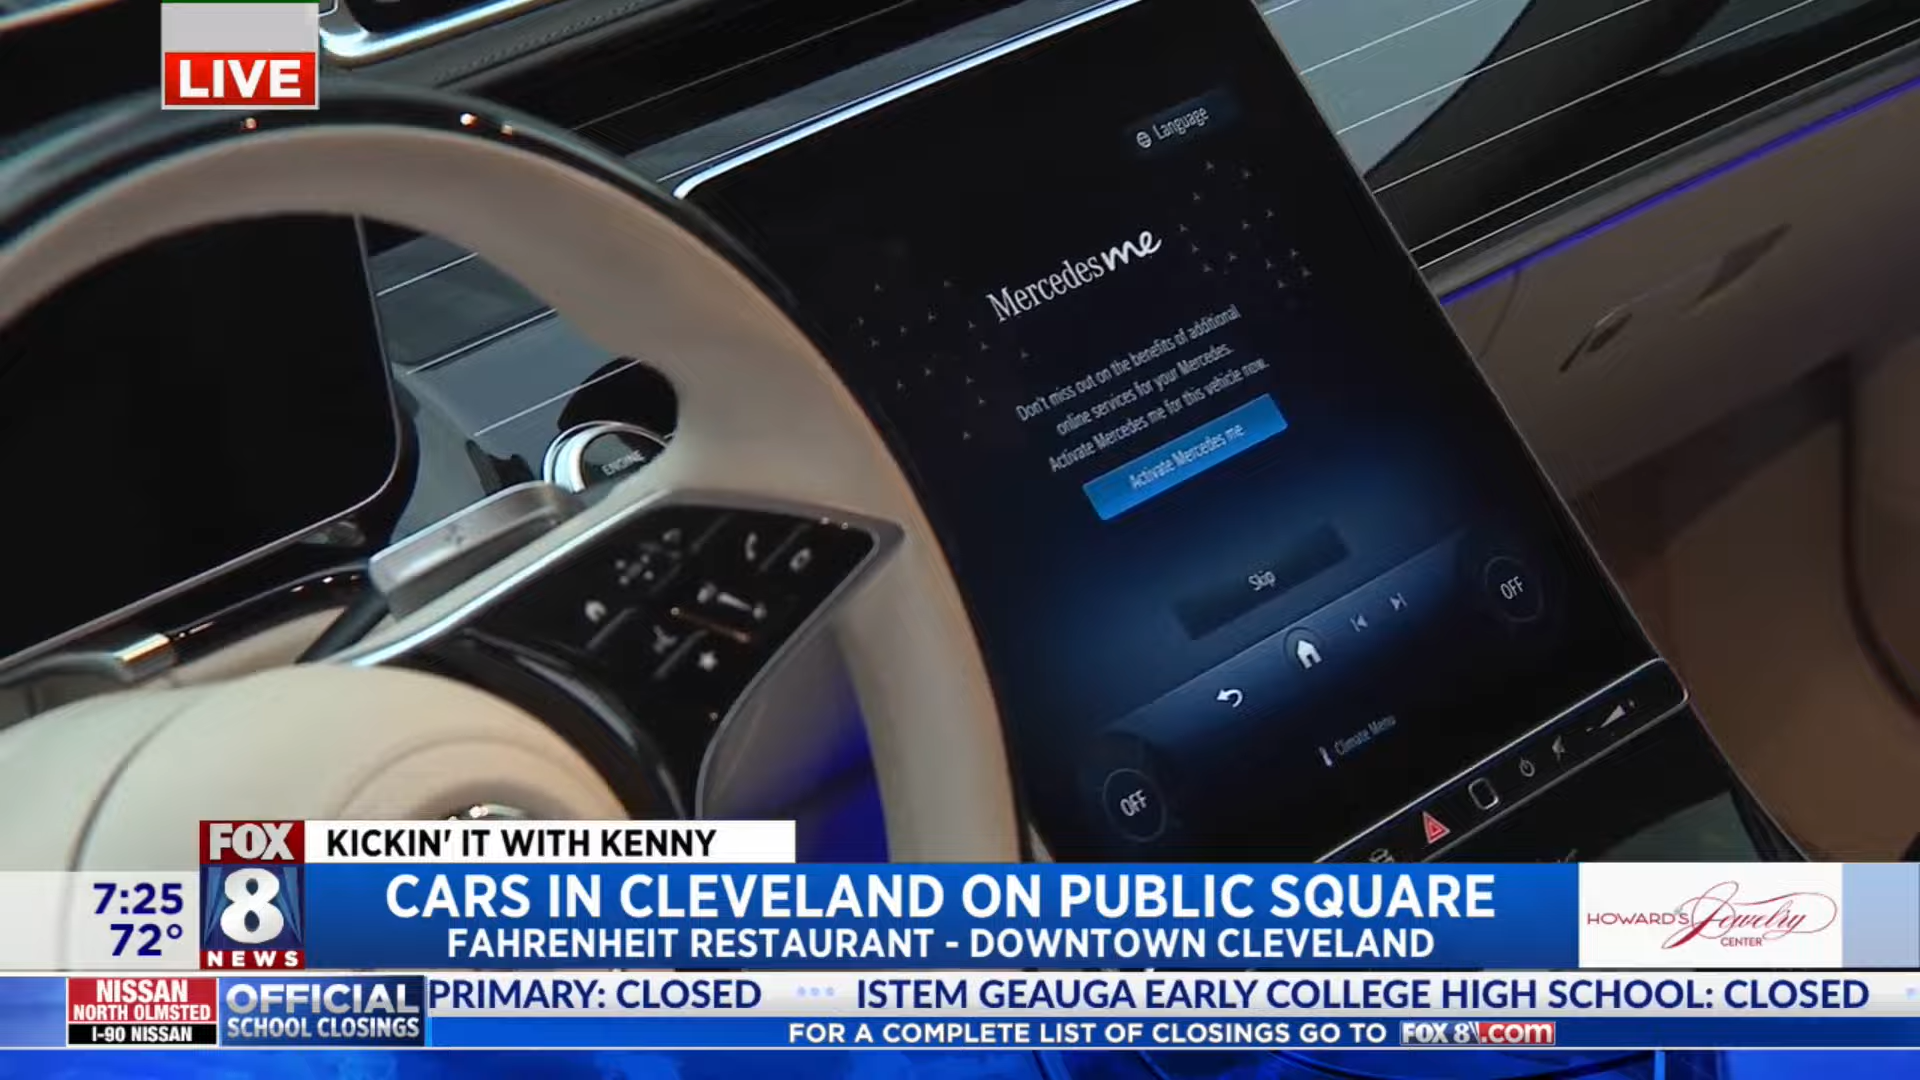 LIVE
Language
Mercedes me
Don't miss out on the benefits of additional
online services for your Mercedes.
Activate Mercedes me for this vehicle now.
Activate Mercedes me
Skip
OFF
Climate Menu
OFF
ENGINE
FOX
8
NEWS
KICKIN' IT WITH KENNY
7:25
72°
CARS IN CLEVELAND ON PUBLIC SQUARE
FAHRENHEIT RESTAURANT - DOWNTOWN CLEVELAND
HOWARD'S Jewelry
CENTER
NISSAN
NORTH OLMSTED
I-90 NISSAN
OFFICIAL
SCHOOL CLOSINGS
PRIMARY: CLOSED ••• ISTEM GEAUGA EARLY COLLEGE HIGH SCHOOL: CLOSED
FOR A COMPLETE LIST OF CLOSINGS GO TO FOX 8.com